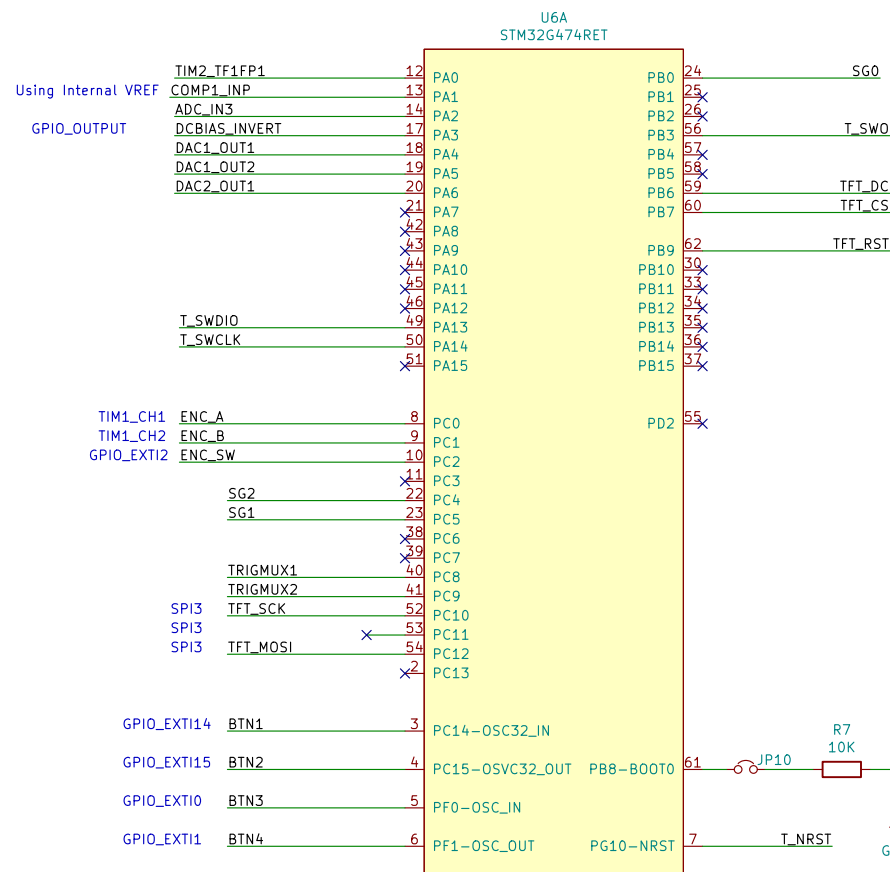 U6A
STM32G474RET
TIM2_TF1FP1 12 PA0 PB0 24 SG0
Using Internal VREF COMP1_INP 13 PA1 PB1 25
ADC_IN3 14 PA2 PB2 26
GPIO_OUTPUT DCBIAS_INVERT 17 PA3 PB3 56 T_SWO
DAC1_OUT1 18 PA4 PB4 57
DAC1_OUT2 19 PA5 PB5 58
DAC2_OUT1 20 PA6 PB6 59 TFT_DC
21 PA7 PB7 60 TFT_CS
42 PA8
43 PA9 PB9 62 TFT_RST
44 PA10 PB10 30
45 PA11 PB11 33
46 PA12 PB12 34
T_SWDIO 49 PA13 PB13 35
T_SWCLK 50 PA14 PB14 36
51 PA15 PB15 37
TIM1_CH1 ENC_A 8 PC0 PD2 55
TIM1_CH2 ENC_B 9 PC1
GPIO_EXTI2 ENC_SW 10 PC2
11 PC3
SG2 22 PC4
SG1 23 PC5
38 PC6
39 PC7
TRIGMUX1 40 PC8
TRIGMUX2 41 PC9
SPI3 TFT_SCK 52 PC10
SPI3 53 PC11
SPI3 TFT_MOSI 54 PC12
2 PC13
GPIO_EXTI14 BTN1 3 PC14-OSC32_IN
R7
10K
GPIO_EXTI15 BTN2 4 PC15-OSVC32_OUT PB8-BOOT0 61 JP10
GPIO_EXTI0 BTN3 5 PF0-OSC_IN
GPIO_EXTI1 BTN4 6 PF1-OSC_OUT PG10-NRST 7 T_NRST